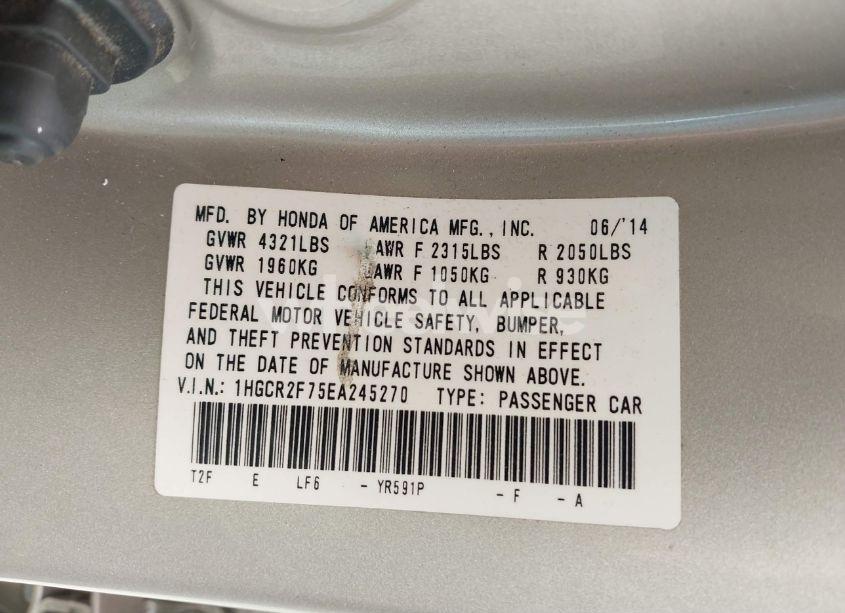 MFD. BY HONDA OF AMERICA MFG., INC. 06/'14
GVWR 4321LBS GAWR F 2315LBS R 2050LBS
GVWR 1960KG GAWR F 1050KG R 930KG
THIS VEHICLE CONFORMS TO ALL APPLICABLE
FEDERAL MOTOR VEHICLE SAFETY, BUMPER,
AND THEFT PREVENTION STANDARDS IN EFFECT
ON THE DATE OF MANUFACTURE SHOWN ABOVE.
V.I.N.: 1HGCR2F75EA245270 TYPE: PASSENGER CAR
T2F E LF6 - YR591P - F - A